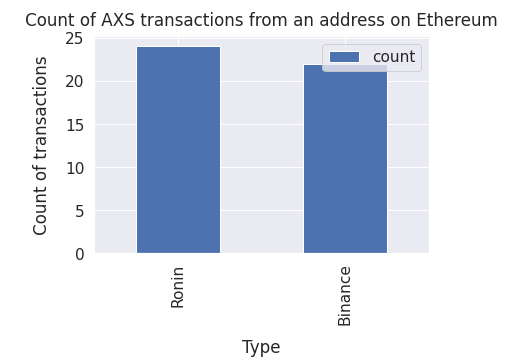 Count of AXS transactions from an address on Ethereum
count
Count of transactions
25
20
15
10
5
0
Ronin
Binance
Type